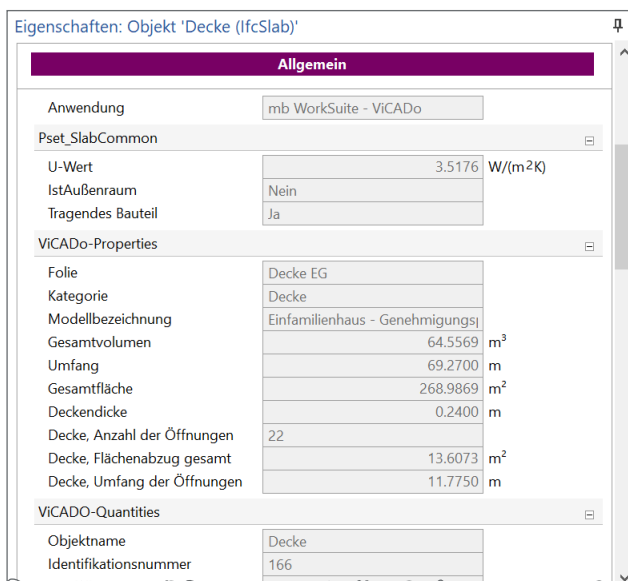 Eigenschaften: Objekt 'Decke (IfcSlab)'
Allgemein
Anwendung mb WorkSuite - ViCADo
Pset_SlabCommon
U-Wert 3.5176 W/(m²K)
IstAußenraum Nein
Tragendes Bauteil Ja
ViCADo-Properties
Folie Decke EG
Kategorie Decke
Modellbezeichnung Einfamilienhaus - Genehmigungs
Gesamtvolumen 64.5569 m³
Umfang 69.2700 m
Gesamtfläche 268.9869 m²
Deckendicke 0.2400 m
Decke, Anzahl der Öffnungen 22
Decke, Flächenabzug gesamt 13.6073 m²
Decke, Umfang der Öffnungen 11.7750 m
ViCADO-Quantities
Objektname Decke
Identifikationsnummer 166